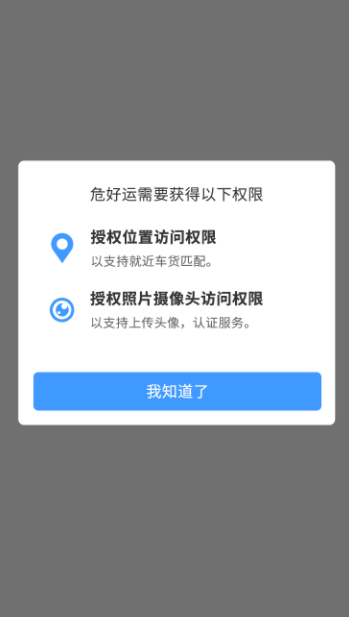 危好运需要获得以下权限
授权位置访问权限
以支持就近车货匹配。
授权照片摄像头访问权限
以支持上传头像，认证服务。
我知道了